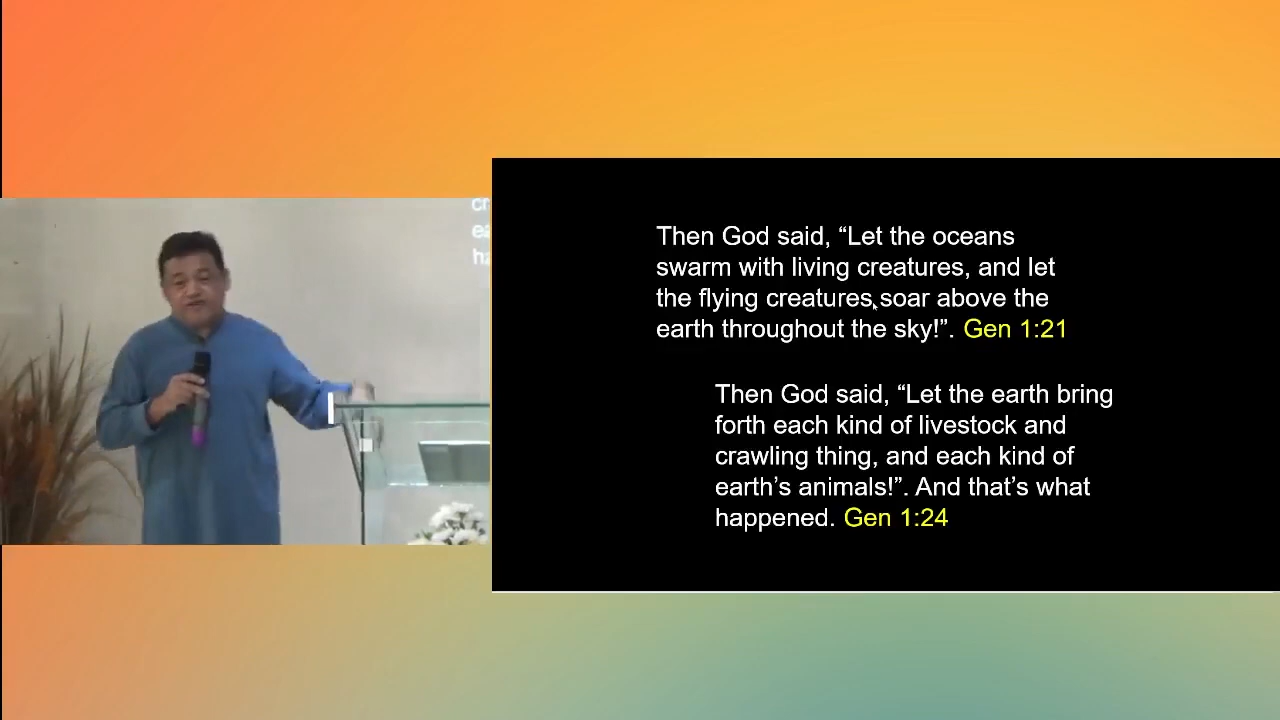 Then God said, “Let the oceans
swarm with living creatures, and let
the flying creatures soar above the
earth throughout the sky!”. Gen 1:21
Then God said, “Let the earth bring
forth each kind of livestock and
crawling thing, and each kind of
earth’s animals!”. And that’s what
happened. Gen 1:24